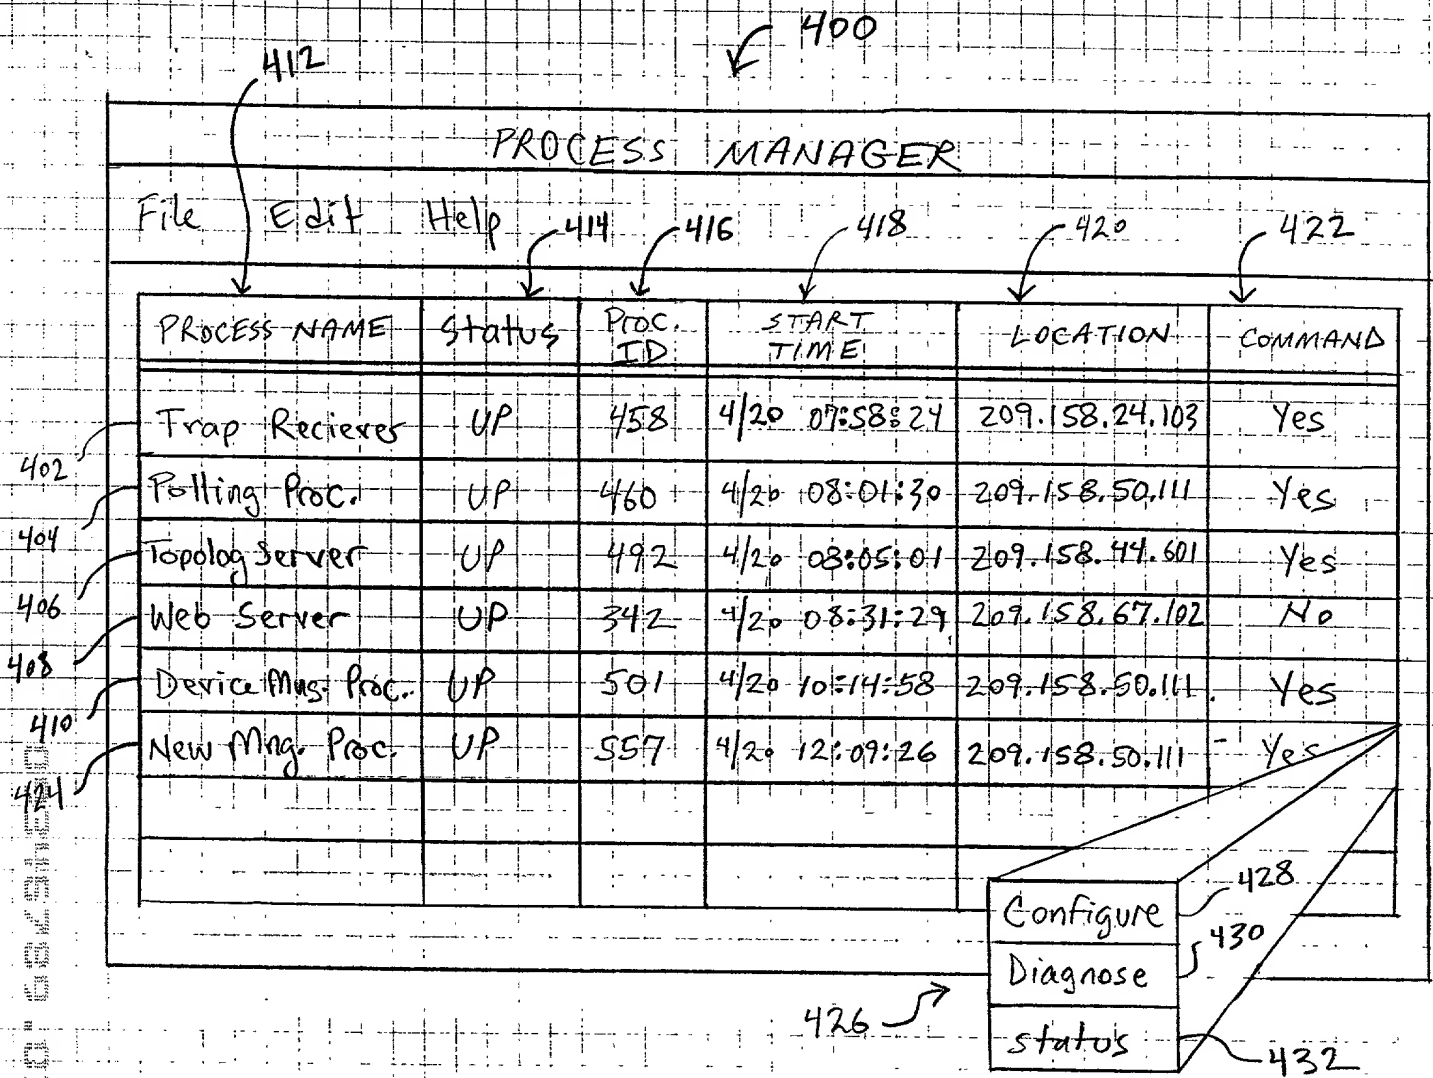 400
412
PROCESS MANAGER
File Edit Help
414 416 418 420 422
PROCESS NAME Status Proc. ID START TIME LOCATION COMMAND
Trap Reciever UP 458 4/20 07:58:24 209.158.24.103 Yes
402
Polling Proc. UP 460 4/20 08:01:30 209.158.50.111 Yes
404
Topolog Server UP 492 4/20 08:05:01 209.158.44.601 Yes
406
Web Server UP 342 4/20 08:31:29 209.158.67.102 No
408
Device Mng. Proc. UP 501 4/20 10:14:58 209.158.50.111 Yes
410
New Mng. Proc. UP 557 4/20 12:09:26 209.158.50.111 Yes
424
Configure 428
Diagnose 430
426
status 432